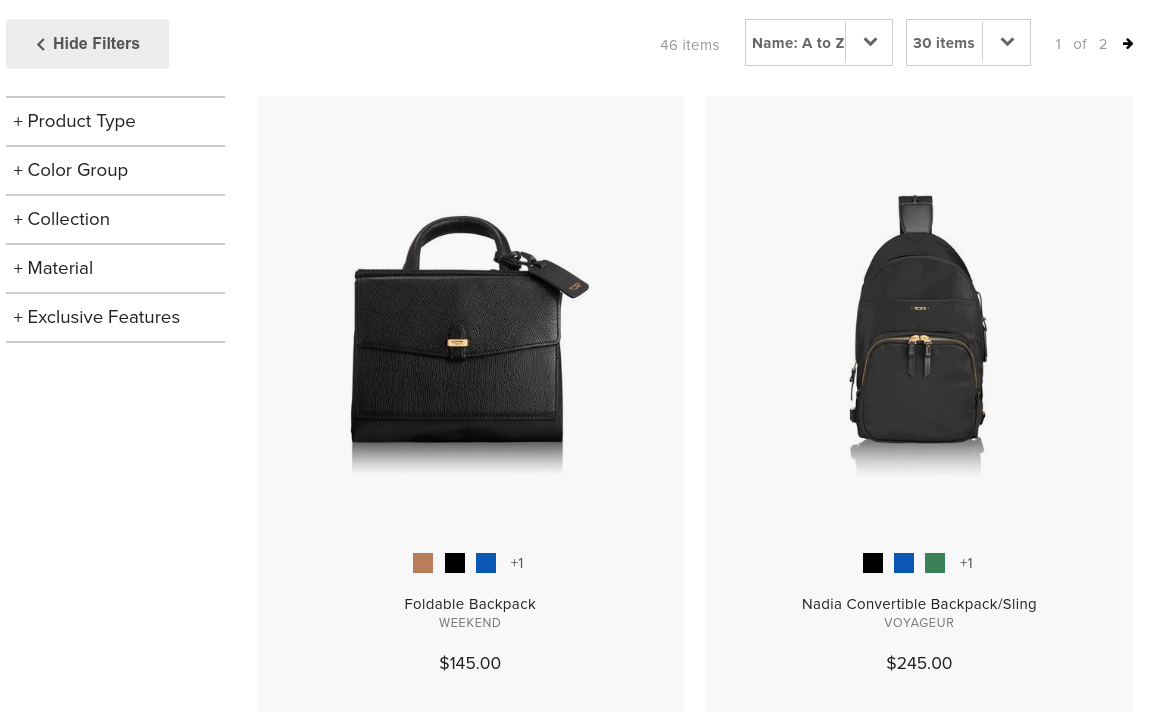 Hide Filters
46 items
Name: A to Z
30 items
1 of 2
+ Product Type
+ Color Group
+ Collection
+ Material
+ Exclusive Features
TUMI
+1
+1
Foldable Backpack
WEEKEND
$145.00
Nadia Convertible Backpack/Sling
VOYAGEUR
$245.00